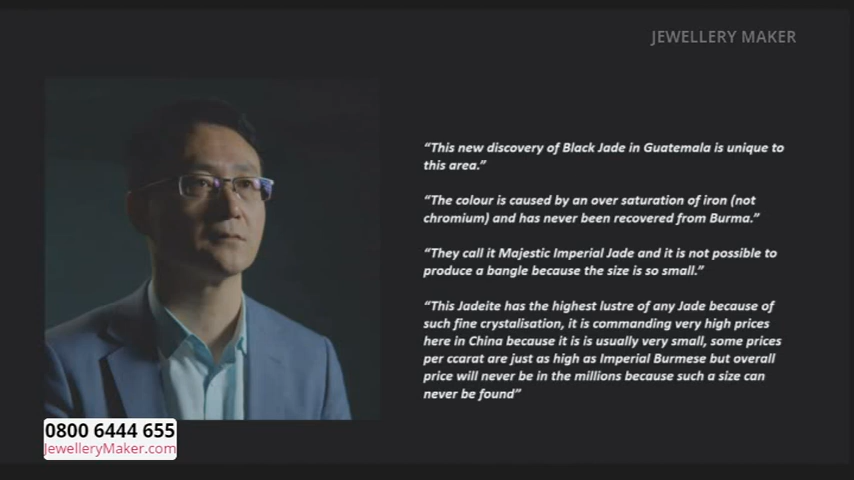 JEWELLERY MAKER
“This new discovery of Black Jade in Guatemala is unique to
this area.”
“The colour is caused by an over saturation of iron (not
chromium) and has never been recovered from Burma.”
“They call it Majestic Imperial Jade and it is not possible to
produce a bangle because the size is so small.”
“This Jadeite has the highest lustre of any Jade because of
such fine crystalisation, it is commanding very high prices
here in China because it is is usually very small, some prices
per ccarat are just as high as Imperial Burmese but overall
price will never be in the millions because such a size can
never be found”
0800 6444 655
JewelleryMaker.com